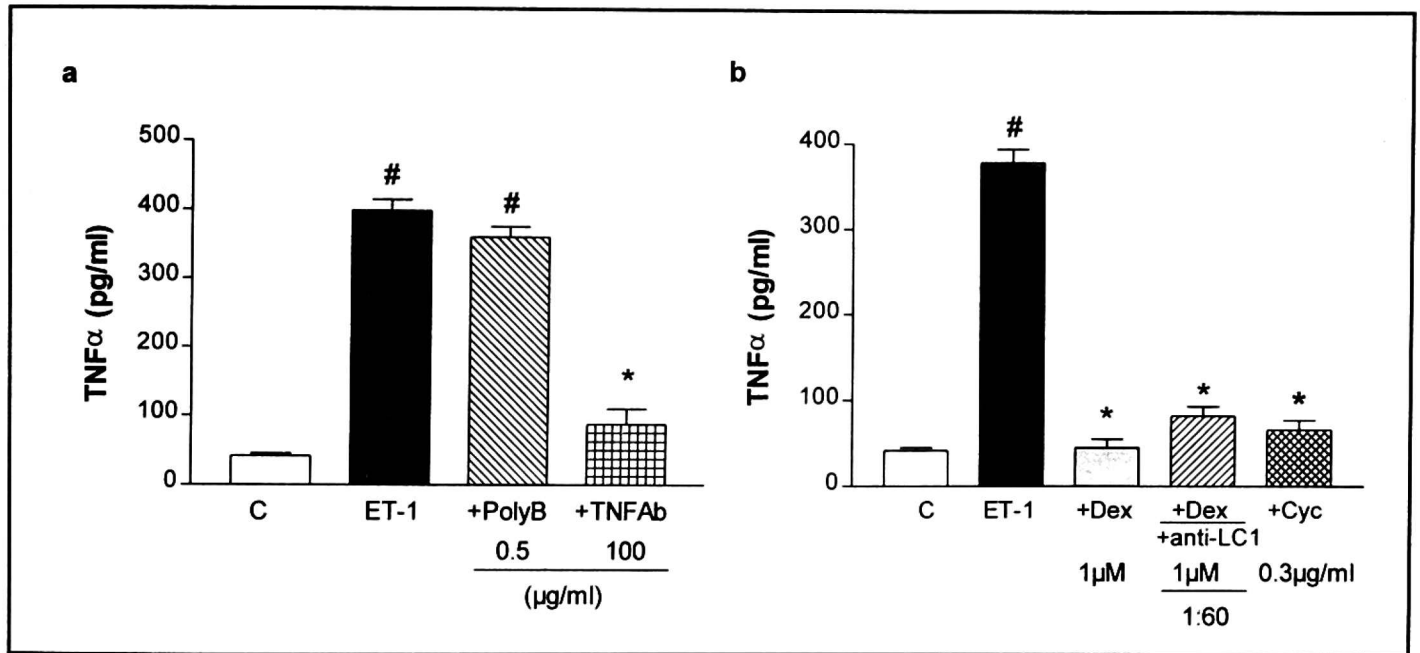 a
500
400
300
200
100
0
TNFα (pg/ml)
#
#
*
C ET-1 +PolyB +TNFAb
0.5 100
(µg/ml)
b
400
300
200
100
0
TNFα (pg/ml)
#
*
*
*
C ET-1 +Dex +Dex +Cyc
+anti-LC1
1µM 1µM 0.3µg/ml
1:60